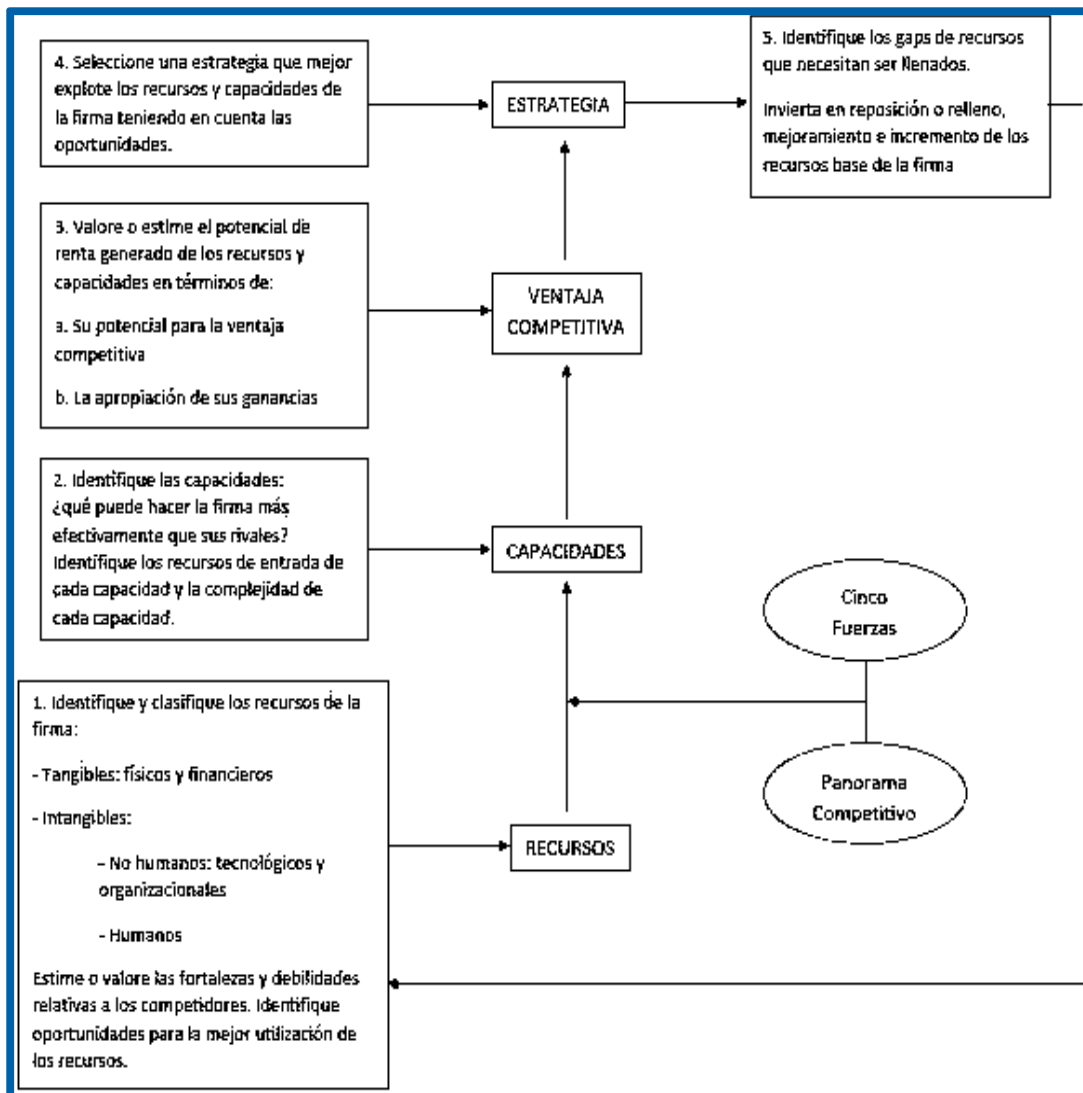 4. Seleccione una estrategia que mejor
explote los recursos y capacidades de
la firma teniendo en cuenta las
oportunidades.
ESTRATEGIA
5. Identifique los gaps de recursos
que necesitan ser llenados.
Invierta en reposición o relleno,
mejoramiento e incremento de los
recursos base de la firma
3. Valore o estime el potencial de
renta generado de los recursos y
capacidades en términos de:
a. Su potencial para la ventaja
competitiva
b. La apropiación de sus ganancias
VENTAJA
COMPETITIVA
2. Identifique las capacidades:
¿qué puede hacer la firma más
efectivamente que sus rivales?
Identifique los recursos de entrada de
cada capacidad y la complejidad de
cada capacidad.
CAPACIDADES
Cinco
Fuerzas
Panorama
Competitivo
1. Identifique y clasifique los recursos de la
firma:
- Tangibles: físicos y financieros
- Intangibles:
- No humanos: tecnológicos y
organizacionales
- Humanos
Estime o valore las fortalezas y debilidades
relativas a los competidores. Identifique
oportunidades para la mejor utilización de
los recursos.
RECURSOS